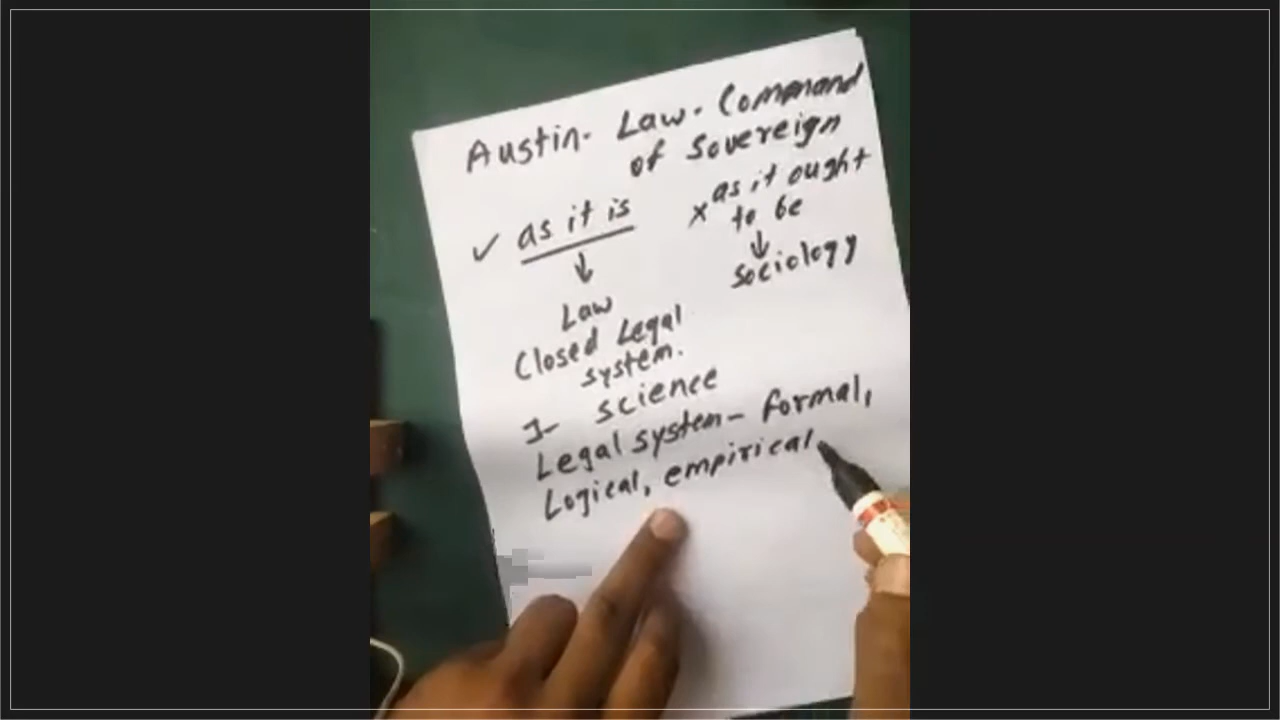 Austin- Law- Command
of Sovereign
✓ as it is
x as it ought
to be
↓
sociology
↓
Law
Closed Legal
system.
J- science
Legal system- formal,
Logical, empirical